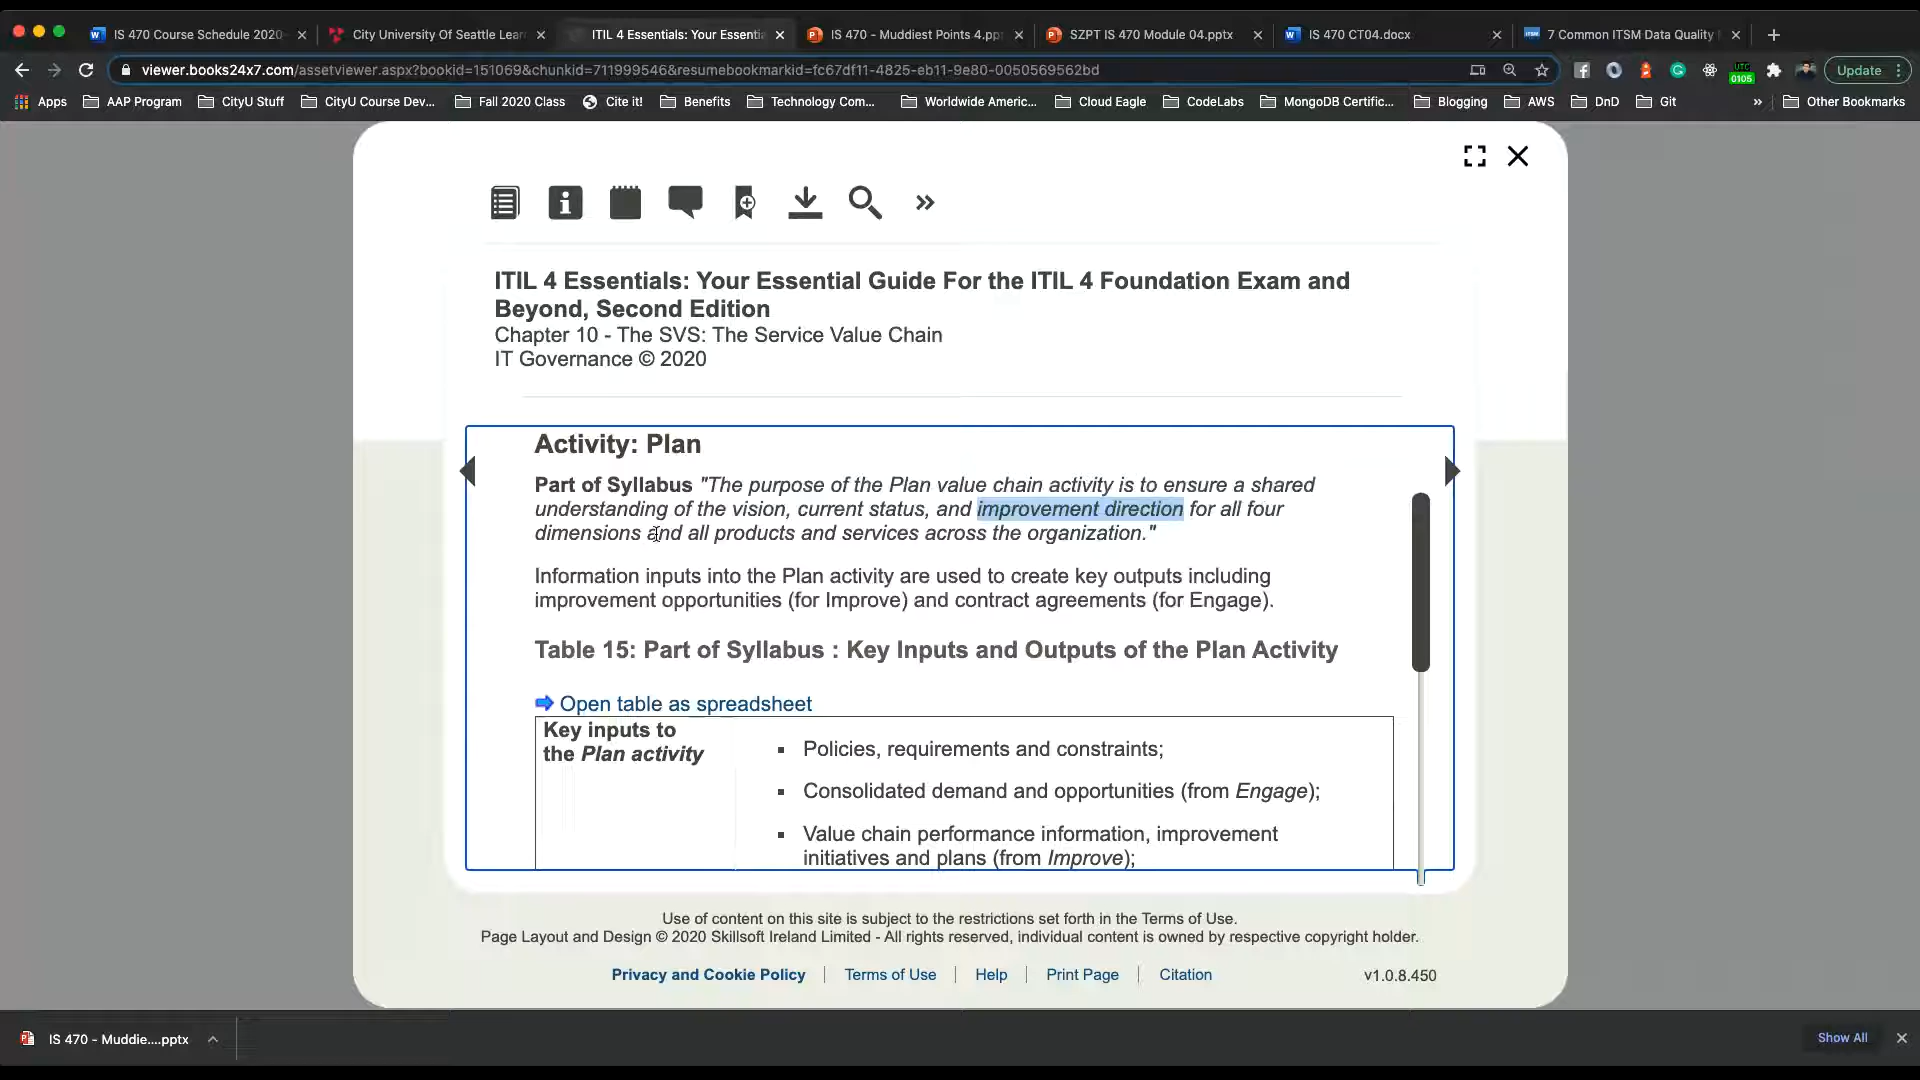 IS 470 Course Schedule 2020-
City University Of Seattle Lear
ITIL 4 Essentials: Your Essentia
IS 470 - Muddiest Points 4.pp
SZPT IS 470 Module 04.pptx
IS 470 CT04.docx
7 Common ITSM Data Quality
viewer.books24x7.com/assetviewer.aspx?bookid=151069&chunkid=711999546&resumebookmarkid=fc67df11-4825-eb11-9e80-0050569562bd
UTC
0105
Update
Apps
AAP Program
CityU Stuff
CityU Course Dev...
Fall 2020 Class
Cite it!
Benefits
Technology Com...
Worldwide Americ...
Cloud Eagle
CodeLabs
MongoDB Certific...
Blogging
AWS
DnD
Git
»
Other Bookmarks
ITIL 4 Essentials: Your Essential Guide For the ITIL 4 Foundation Exam and
Beyond, Second Edition
Chapter 10 - The SVS: The Service Value Chain
IT Governance © 2020
Activity: Plan
Part of Syllabus "The purpose of the Plan value chain activity is to ensure a shared
understanding of the vision, current status, and improvement direction for all four
dimensions and all products and services across the organization."
Information inputs into the Plan activity are used to create key outputs including
improvement opportunities (for Improve) and contract agreements (for Engage).
Table 15: Part of Syllabus : Key Inputs and Outputs of the Plan Activity
Open table as spreadsheet
Key inputs to
the Plan activity
▪ Policies, requirements and constraints;
▪ Consolidated demand and opportunities (from Engage);
▪ Value chain performance information, improvement
initiatives and plans (from Improve);
Use of content on this site is subject to the restrictions set forth in the Terms of Use.
Page Layout and Design © 2020 Skillsoft Ireland Limited - All rights reserved, individual content is owned by respective copyright holder.
Privacy and Cookie Policy | Terms of Use | Help | Print Page | Citation
v1.0.8.450
IS 470 - Muddie....pptx
Show All